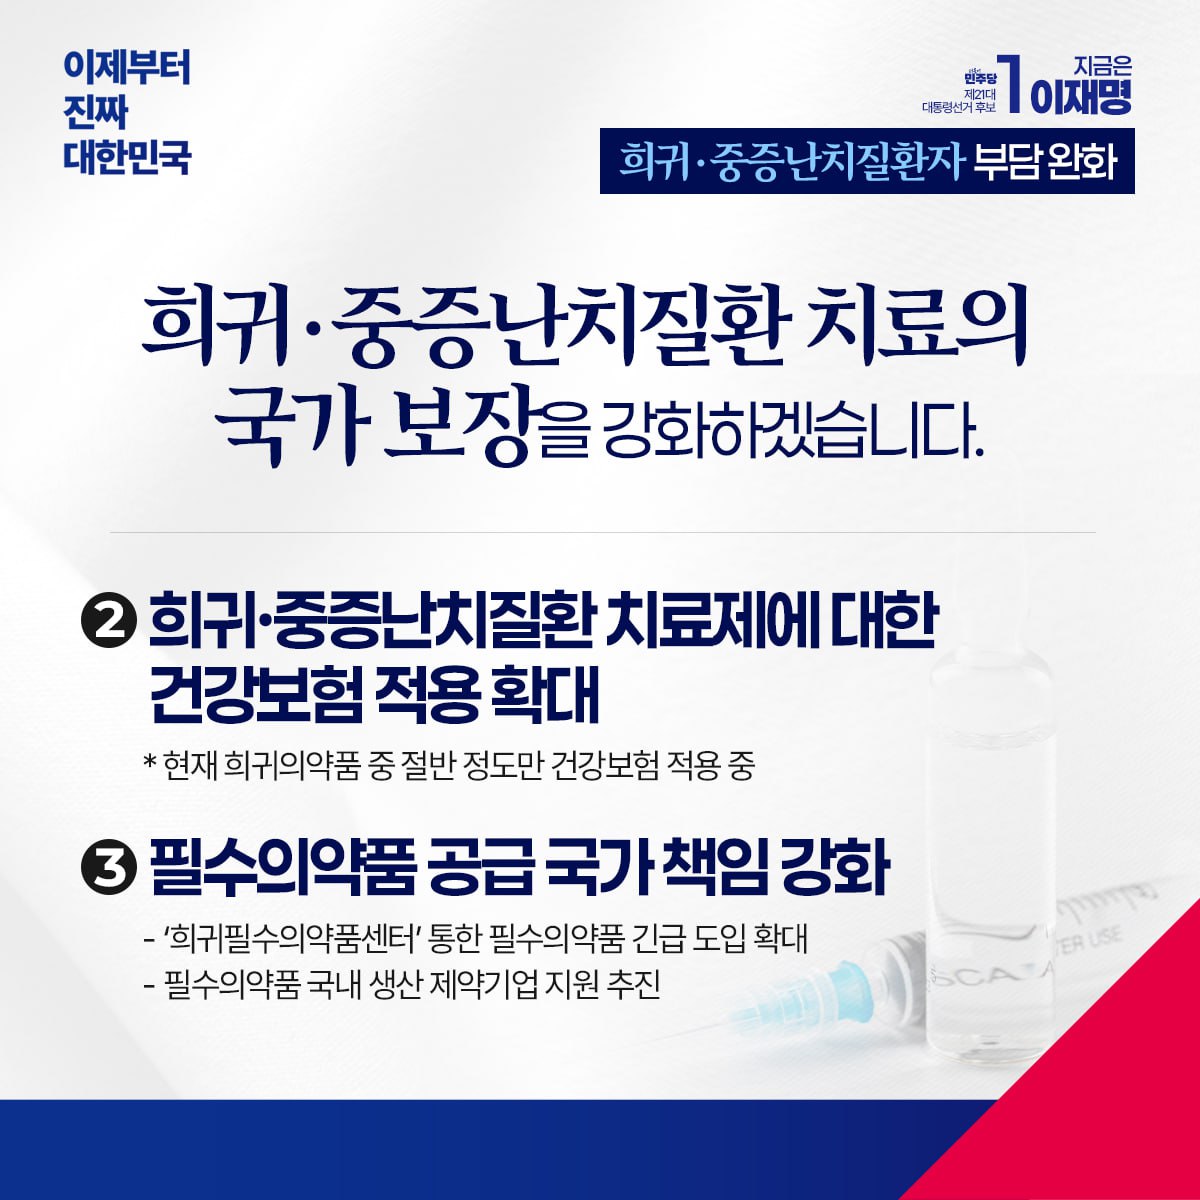 이제부터
진짜
대한민국
민주당
제21대
대통령선거 후보
1
지금은
이재명
희귀·중증난치질환자 부담 완화
희귀·중증난치질환 치료의
국가 보장을 강화하겠습니다.
2 희귀·중증난치질환 치료제에 대한
건강보험 적용 확대
* 현재 희귀의약품 중 절반 정도만 건강보험 적용 중
3 필수의약품 공급 국가 책임 강화
- ‘희귀필수의약품센터’ 통한 필수의약품 긴급 도입 확대
- 필수의약품 국내 생산 제약기업 지원 추진
USE